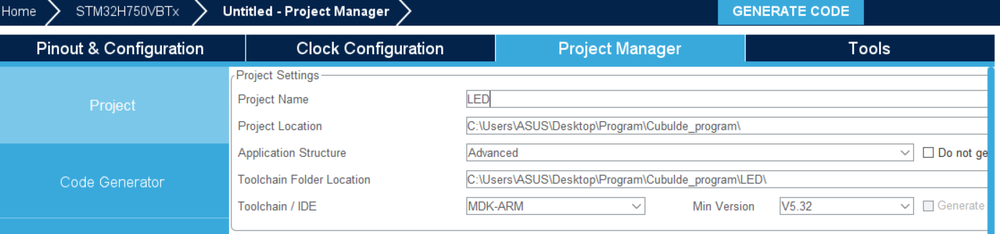 Home STM32H750VBTx Untitled - Project Manager GENERATE CODE
Pinout & Configuration Clock Configuration Project Manager Tools
Project
Code Generator
Project Settings
Project Name LED
Project Location C:\Users\ASUS\Desktop\Program\CubuIde_program\
Application Structure Advanced Do not ge
Toolchain Folder Location C:\Users\ASUS\Desktop\Program\CubuIde_program\LED\
Toolchain / IDE MDK-ARM Min Version V5.32 Generate